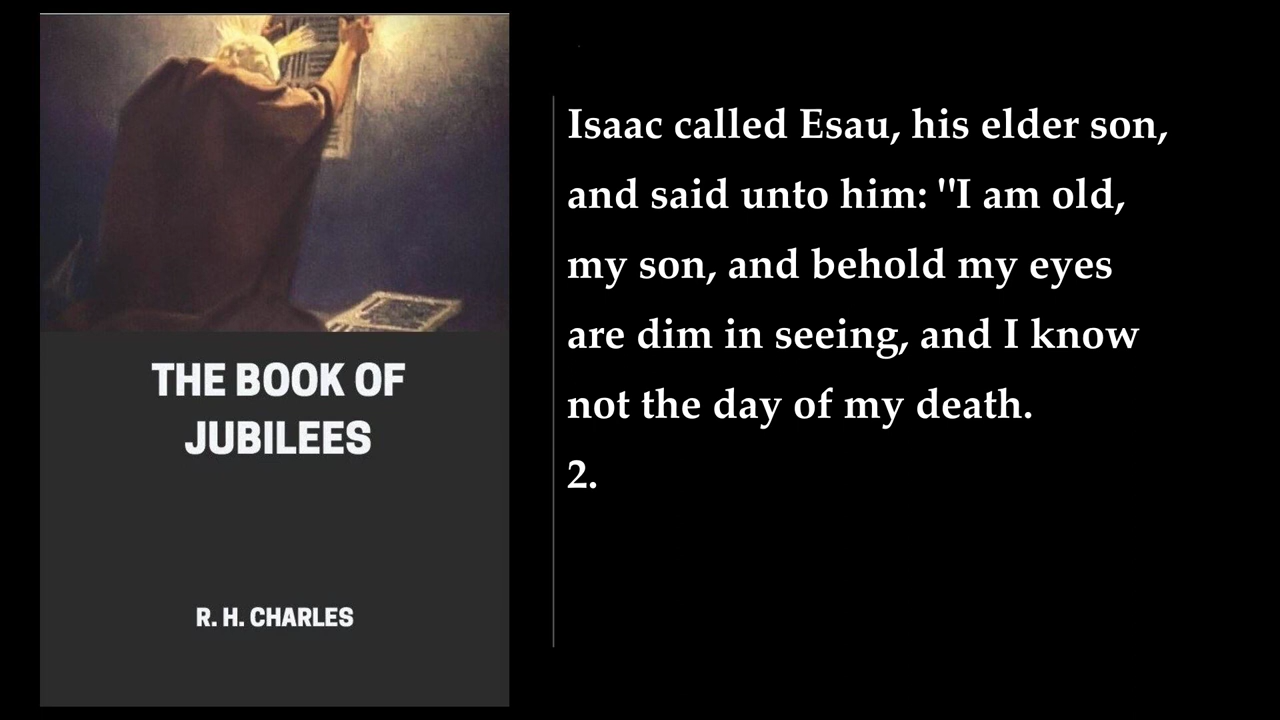 THE BOOK OF
JUBILEES
R. H. CHARLES
Isaac called Esau, his elder son,
and said unto him: "I am old,
my son, and behold my eyes
are dim in seeing, and I know
not the day of my death.
2.